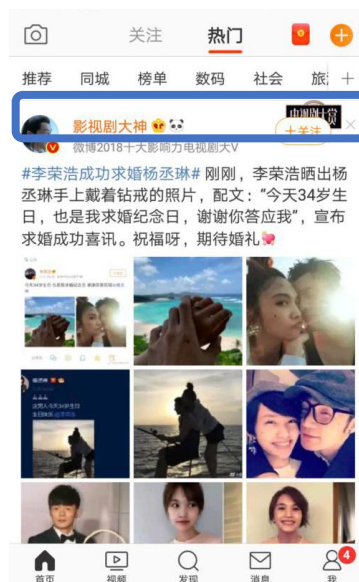 关注 热门
推荐 同城 榜单 数码 社会 旅 +
影视剧大神
+关注
微博2018十大影响力电视剧大V
#李荣浩成功求婚杨丞琳# 刚刚，李荣浩晒出杨
丞琳手上戴着钻戒的照片，配文：“今天34岁生
日，也是我求婚纪念日，谢谢你答应我”，宣布
求婚成功喜讯。祝福呀，期待婚礼
首页 视频 发现 消息 我
4